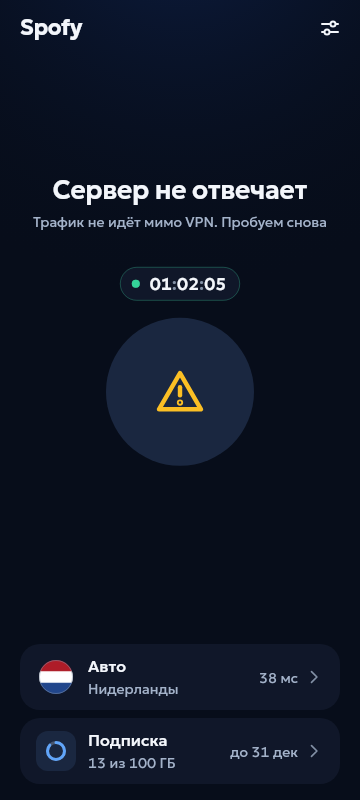 Spofy
Сервер не отвечает
Трафик не идёт мимо VPN. Пробуем снова
01:02:05
Авто
Нидерланды
38 мс
Подписка
13 из 100 ГБ
до 31 дек